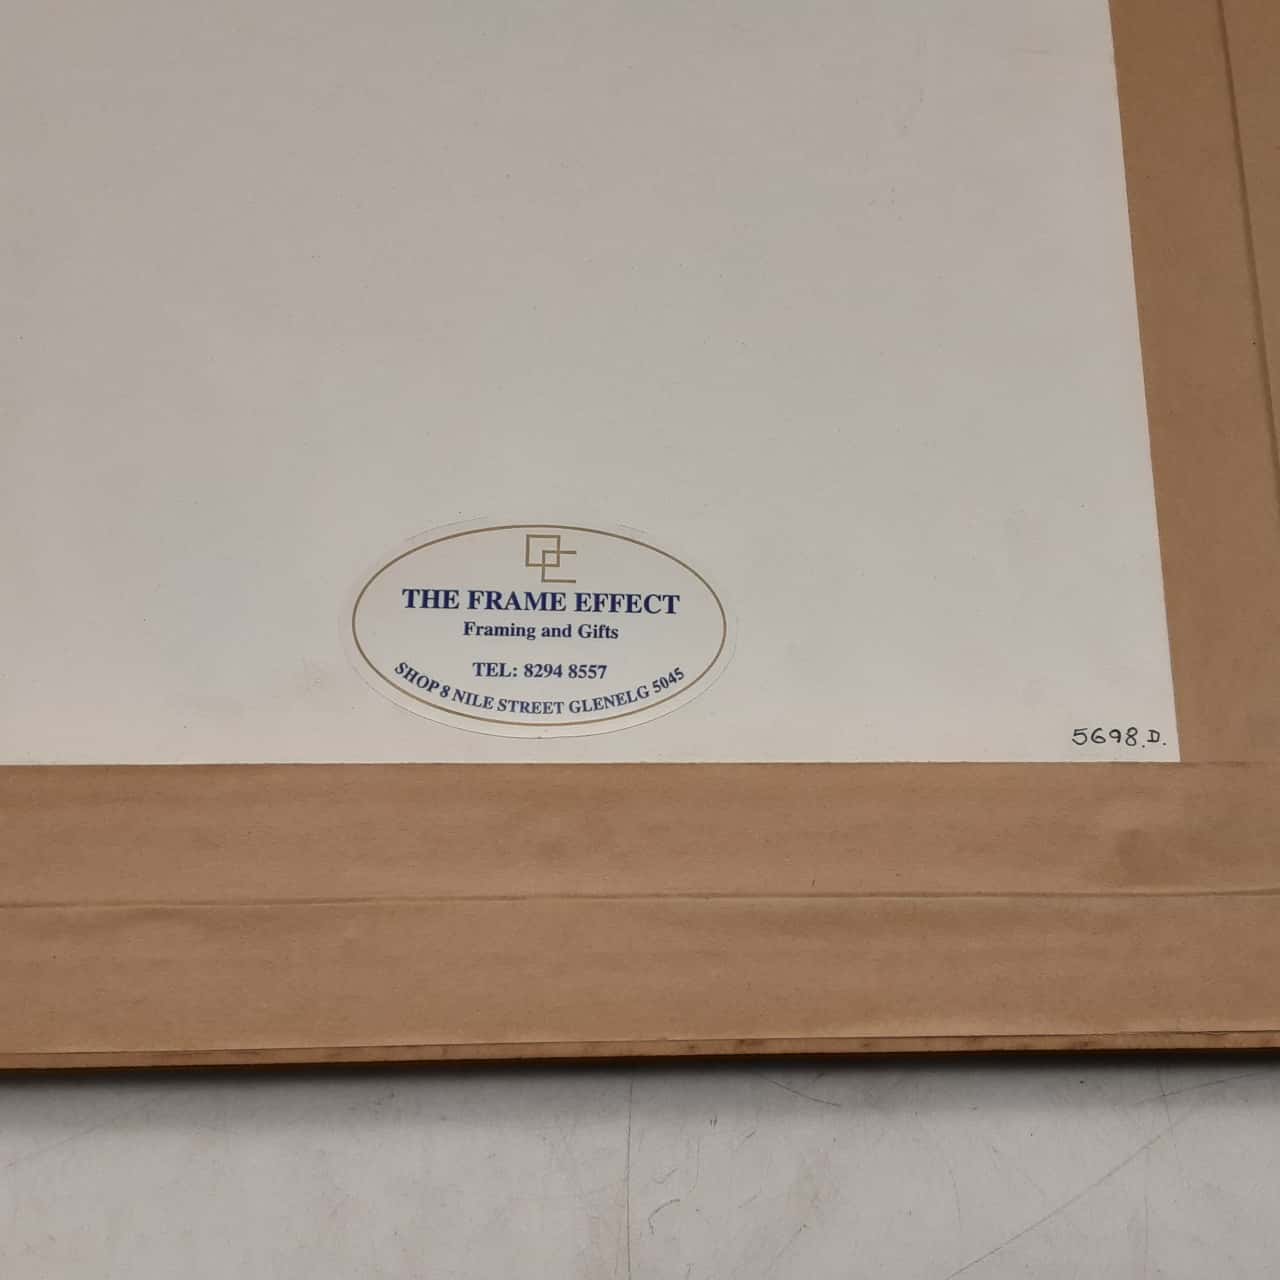 THE FRAME EFFECT
Framing and Gifts
TEL: 8294 8557
SHOP 8 NILE STREET GLENELG 5045
5698.D.